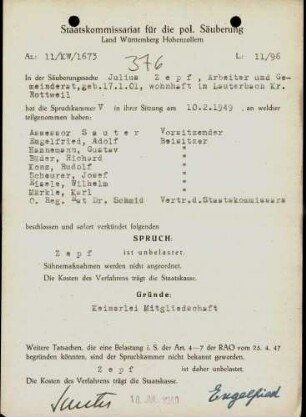 Staatskommissariat für die pol. Säuberung
Land Württemberg Hohenzollern
Az.: 11/KW/1673
376
L.: 11/96
In der Säuberungssache Julius Zepf, Arbeiter und Ge-
meinderat, geb.17.1.01, wohnhaft in Lauterbach Kr.
Rottweil
hat die Spruchkammer V in ihrer Sitzung am 10.2.1949, an welcher
teilgenommen haben:
Assessor Sauter Vorsitzender
Engelfried, Adolf Beisitzer
Hannemann, Gustav "
Bäder, Richard "
Kons, Rudolf "
Scheurer, Josef "
Eisele, Wilhelm "
Märkle, Karl "
O. Reg. Rat Dr. Schmid Vertr.d.Staatskommissars
beschlossen und sofort verkündet folgenden
SPRUCH:
Zepf ist unbelastet.
Sühnemaßnahmen werden nicht angeordnet.
Die Kosten des Verfahrens trägt die Staatskasse.
Gründe:
Keinerlei Mitgliedschaft
Weitere Tatsachen, die eine Belastung i. S. der Art. 4—7 der RAO vom 25. 4. 47
begründen könnten, sind der Spruchkammer nicht bekannt geworden.
Zepf ist daher unbelastet.
Die Kosten des Verfahrens trägt die Staatskasse.
Sauter
Engelfried